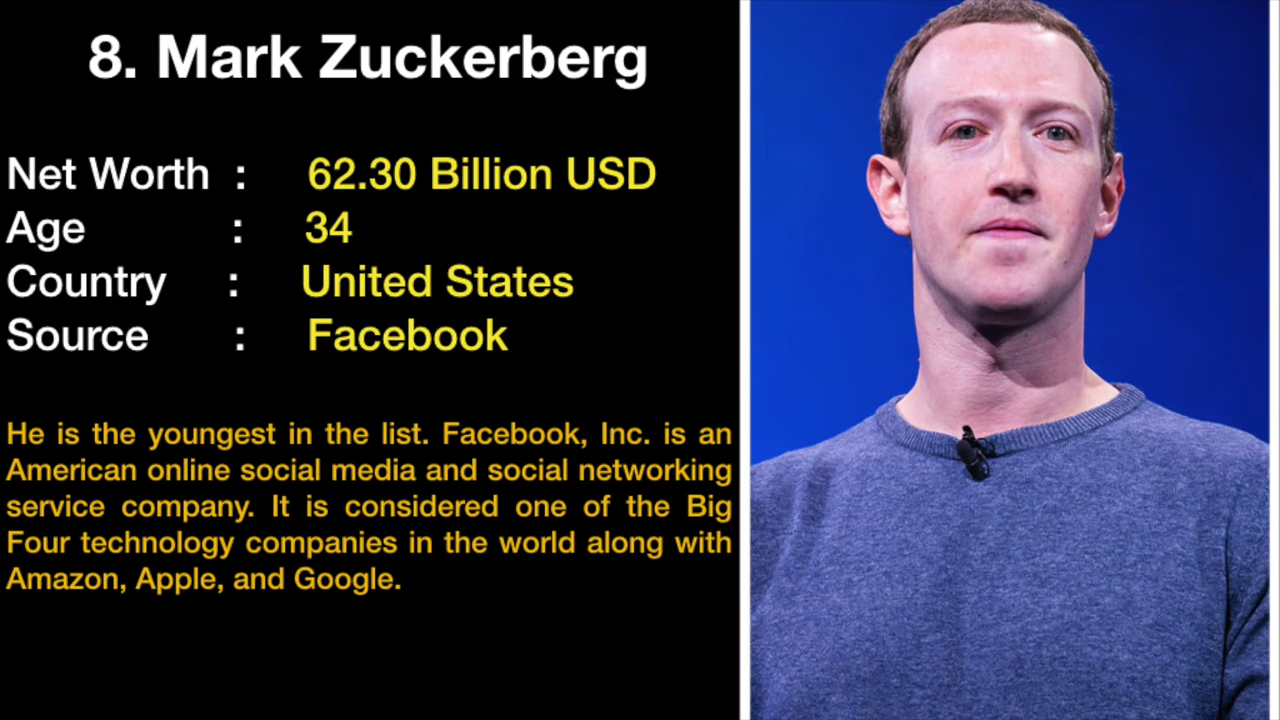 8. Mark Zuckerberg
Net Worth : 62.30 Billion USD
Age : 34
Country : United States
Source : Facebook
He is the youngest in the list. Facebook, Inc. is an
American online social media and social networking
service company. It is considered one of the Big
Four technology companies in the world along with
Amazon, Apple, and Google.